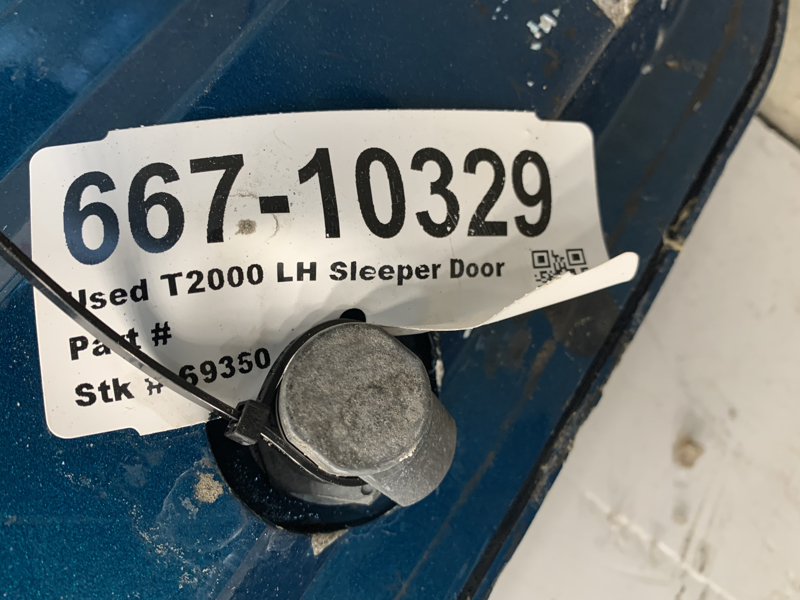 667-10329
Used T2000 LH Sleeper Door
Part #
Stk # 69350